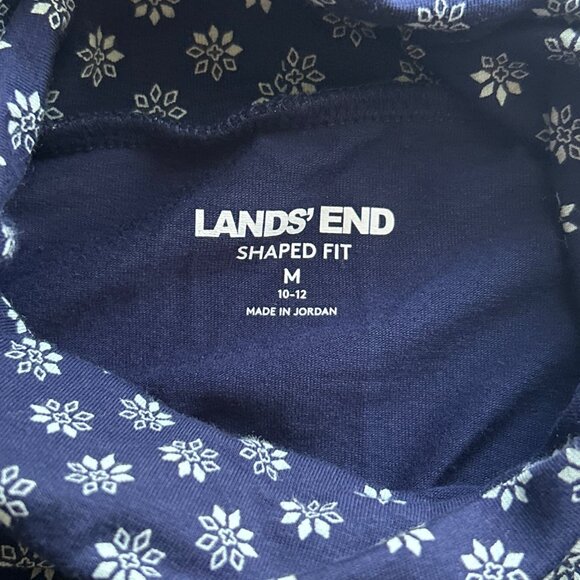 LANDS' END
SHAPED FIT
M
10-12
MADE IN JORDAN